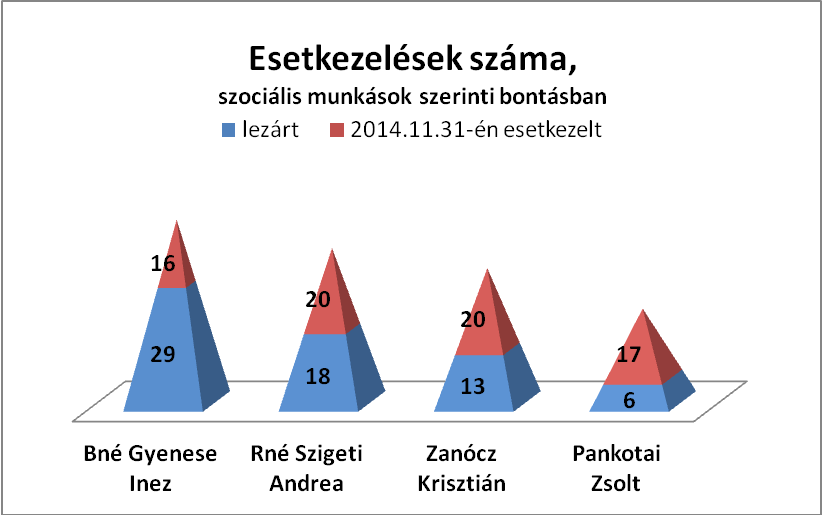 Esetkezelések száma,
szociális munkások szerinti bontásban
lezárt 2014.11.31-én esetkezelt
16
29
20
18
20
13
17
6
Bné Gyenese
Inez
Rné Szigeti
Andrea
Zanócz
Krisztián
Pankotai
Zsolt